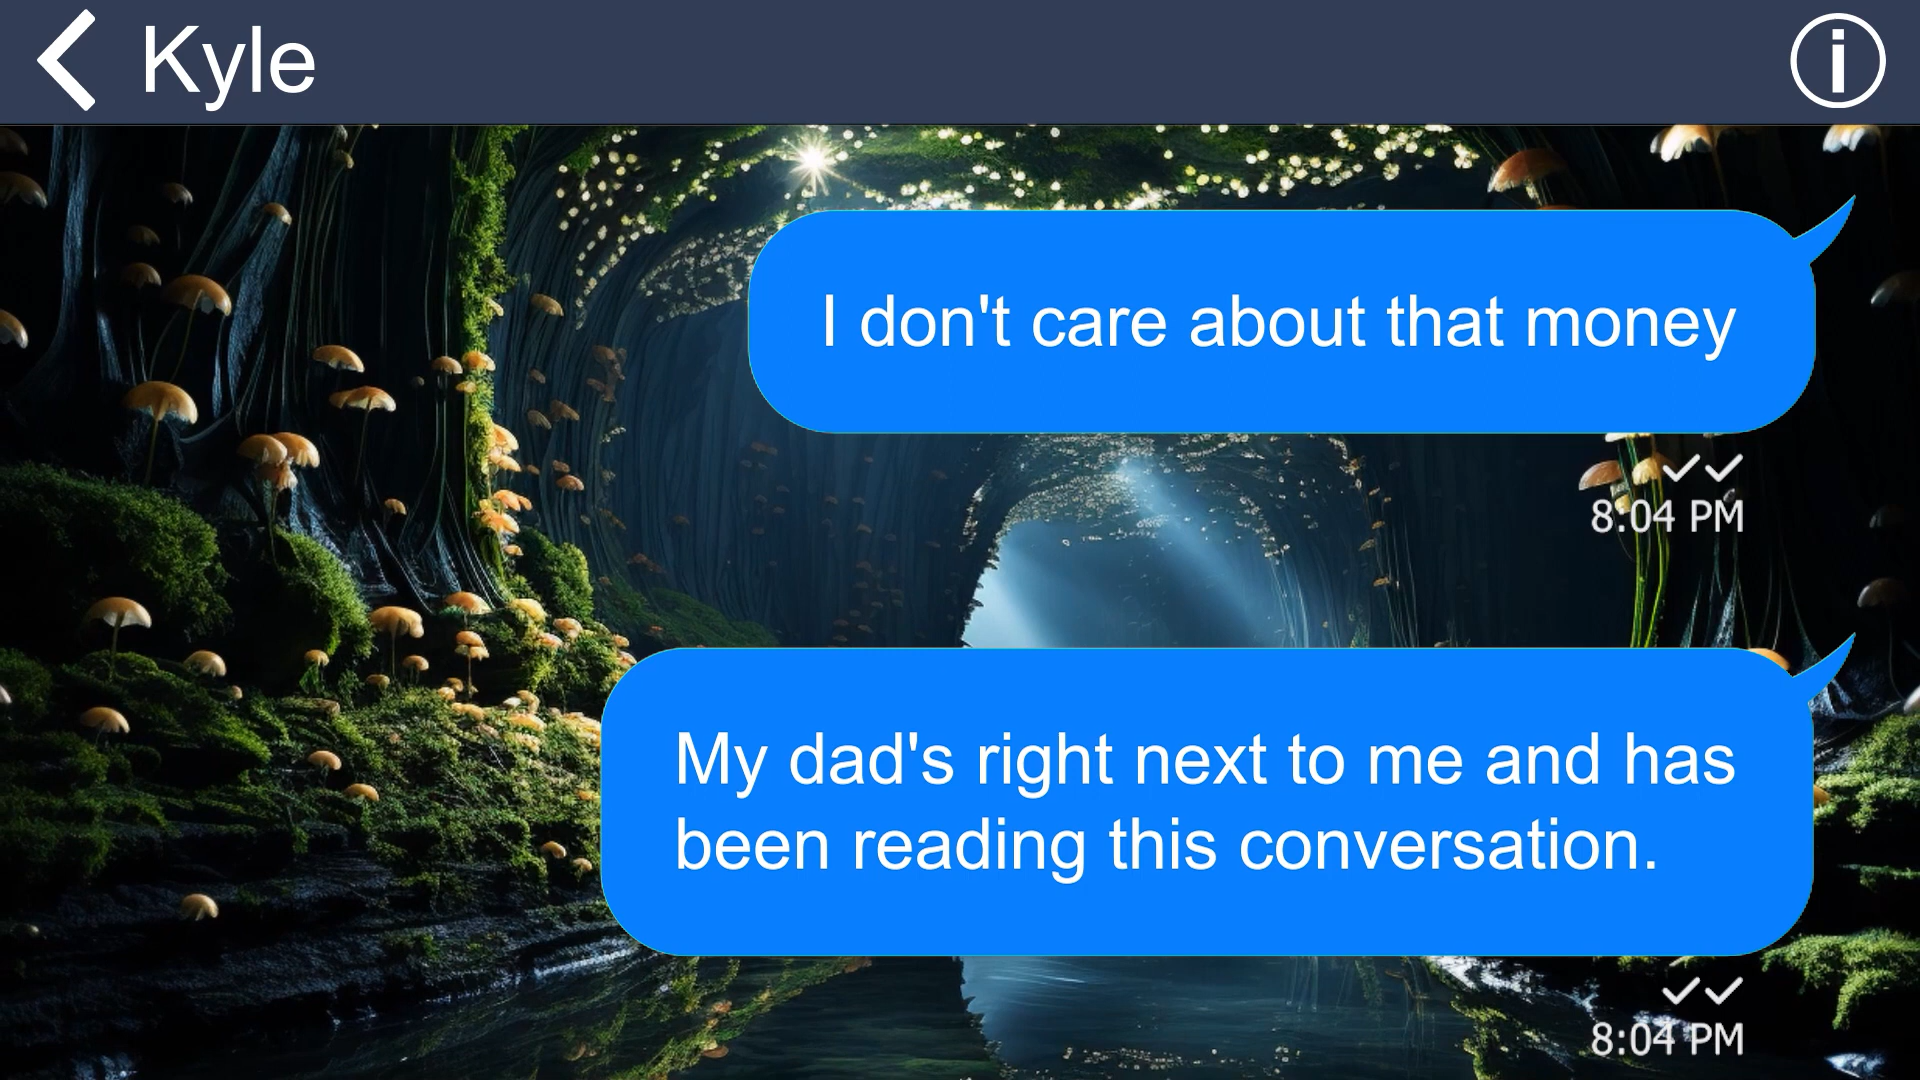 Kyle
I don't care about that money
8:04 PM
My dad's right next to me and has
been reading this conversation.
8:04 PM